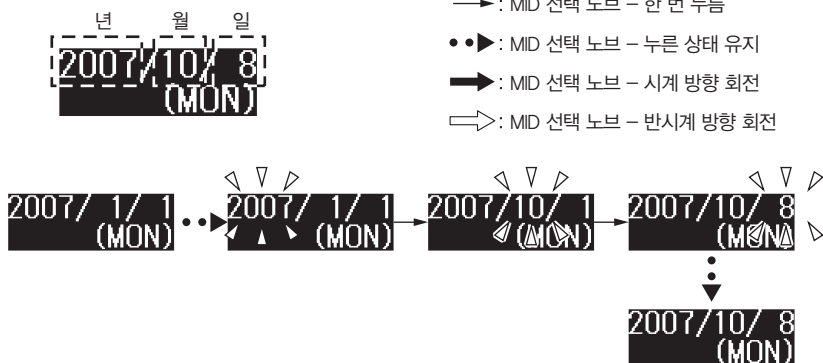 년 월 일
2007/10/ 8
(MON)
: MID 선택 노브 – 한 번 누름
: MID 선택 노브 – 누른 상태 유지
: MID 선택 노브 – 시계 방향 회전
: MID 선택 노브 – 반시계 방향 회전
2007/ 1/ 1
(MON)
2007/ 1/ 1
(MON)
2007/10/ 1
(MON)
2007/10/ 8
(MON)
2007/10/ 8
(MON)